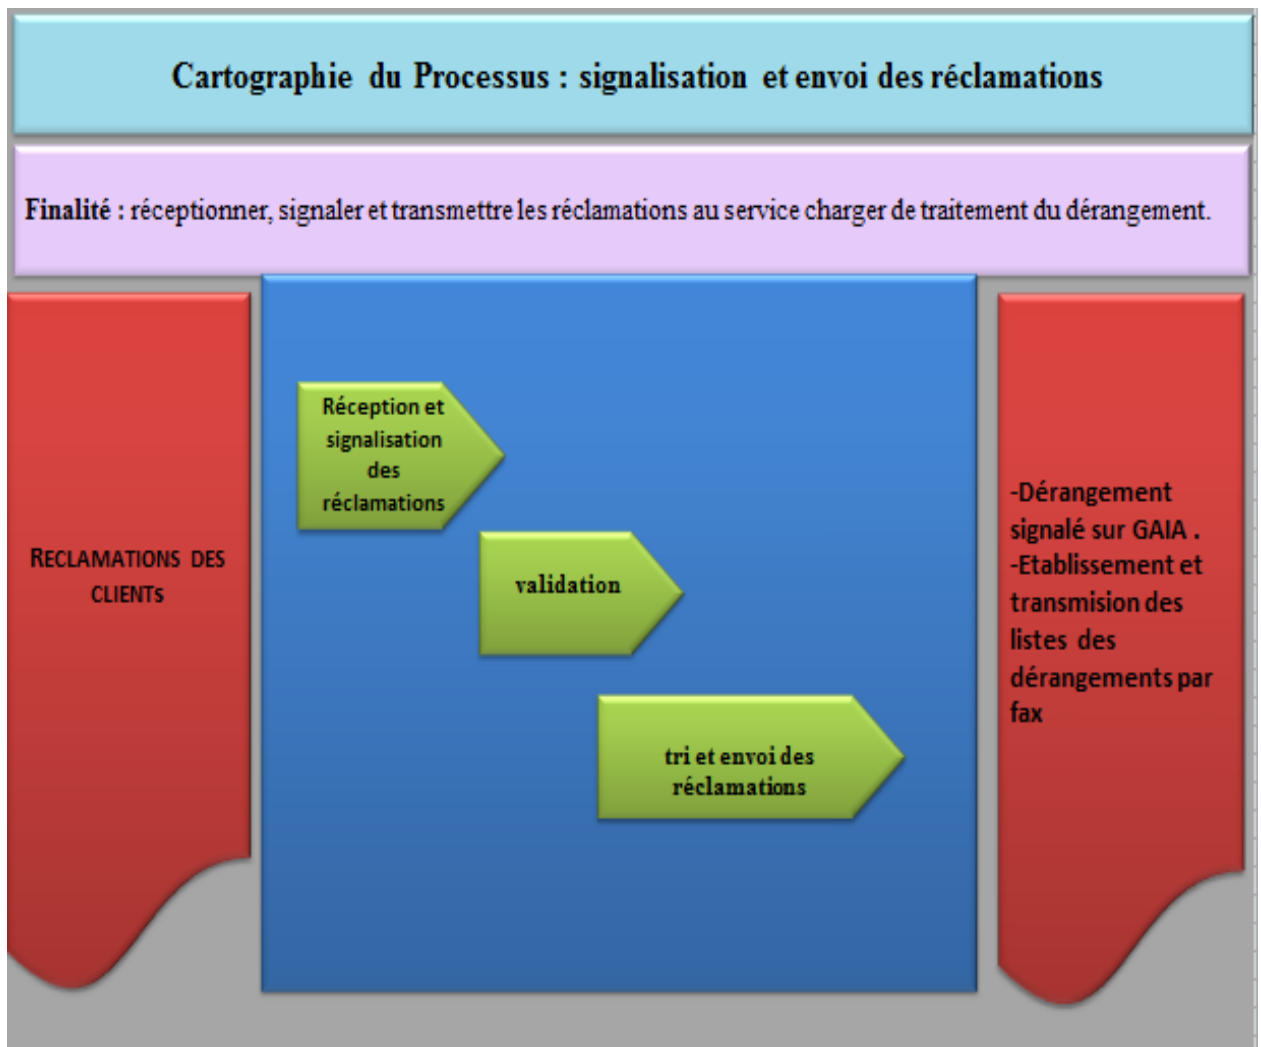 Cartographie du Processus : signalisation et envoi des réclamations
Finalité : réceptionner, signaler et transmettre les réclamations au service charger de traitement du dérangement.
RECLAMATIONS DES
CLIENTs
Réception et
signalisation
des
réclamations
validation
tri et envoi des
réclamations
-Dérangement
signalé sur GAIA .
-Etablissement et
transmision des
listes des
dérangements par
fax